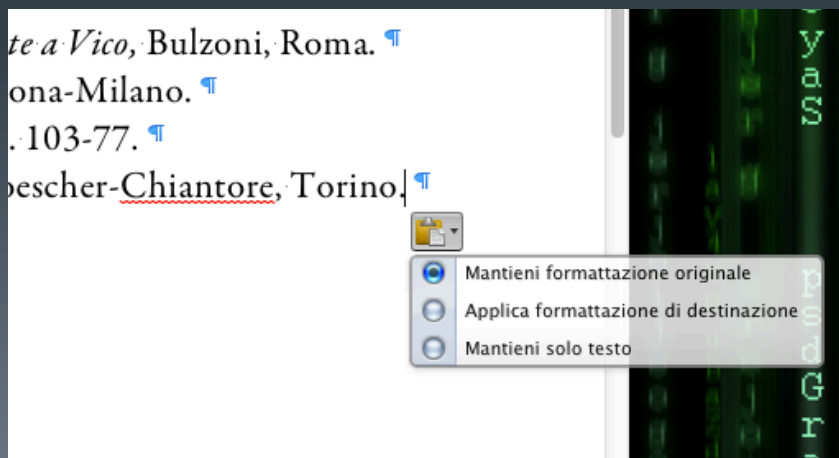 te a Vico, Bulzoni, Roma. ¶
ona-Milano. ¶
. 103-77. ¶
oescher-Chiantore, Torino. ¶
Mantieni formattazione originale
Applica formattazione di destinazione
Mantieni solo testo